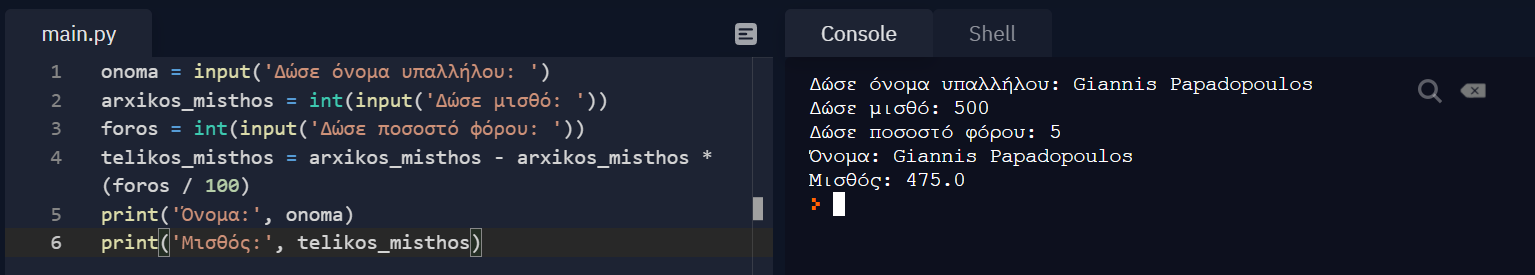 main.py
1 onoma = input('Δώσε όνομα υπαλλήλου: ')
2 arxikos_misthos = int(input('Δώσε μισθό: '))
3 foros = int(input('Δώσε ποσοστό φόρου: '))
4 telikos_misthos = arxikos_misthos - arxikos_misthos *
(foros / 100)
5 print('Όνομα:', onoma)
6 print('Μισθός:', telikos_misthos)
Console Shell
Δώσε όνομα υπαλλήλου: Giannis Papadopoulos
Δώσε μισθό: 500
Δώσε ποσοστό φόρου: 5
Όνομα: Giannis Papadopoulos
Μισθός: 475.0